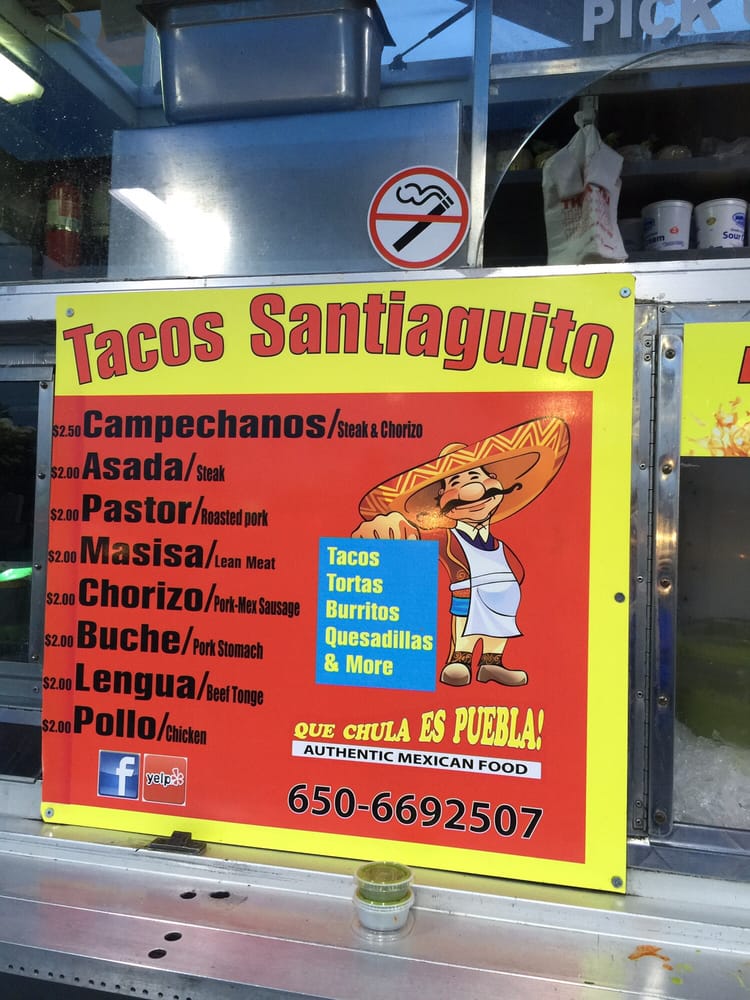 PICK
Sour
Tacos Santiaguito
$2.50 Campechanos/Steak & Chorizo
$2.00 Asada/Steak
$2.00 Pastor/Roasted pork
$2.00 Masisa/Lean Meat
$2.00 Chorizo/Pork-Mex Sausage
$2.00 Buche/Pork Stomach
$2.00 Lengua/Beef Tonge
$2.00 Pollo/Chicken
Tacos
Tortas
Burritos
Quesadillas
& More
QUE CHULA ES PUEBLA!
AUTHENTIC MEXICAN FOOD
f yelp
650-6692507